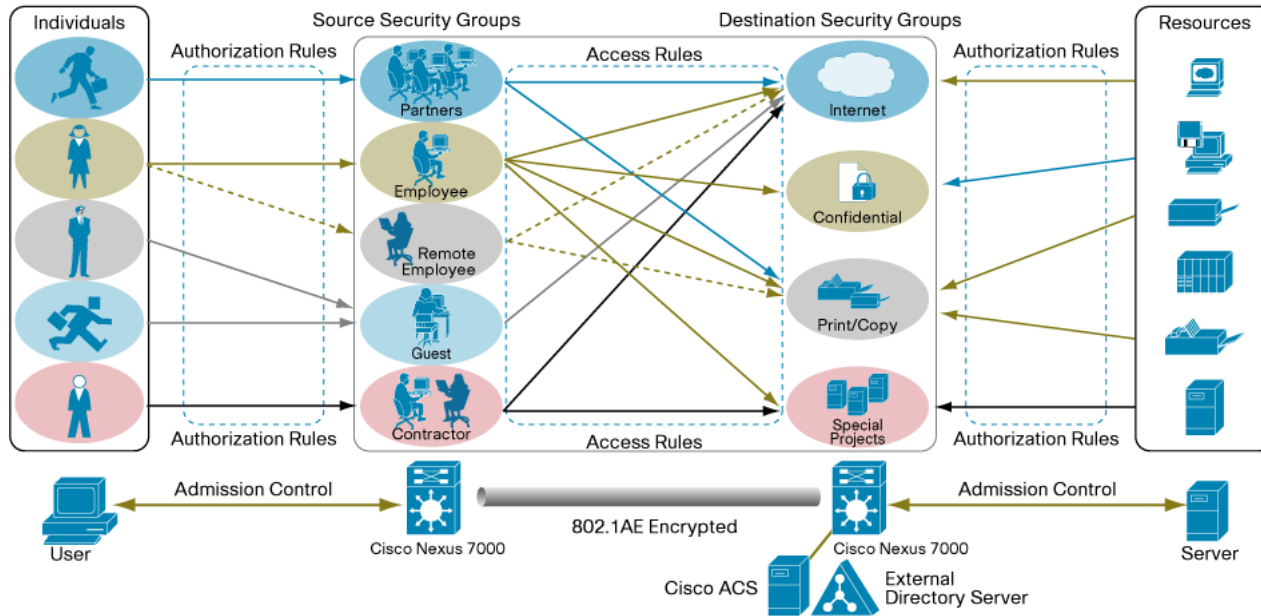 Individuals
Source Security Groups
Destination Security Groups
Resources
Authorization Rules
Access Rules
Authorization Rules
Partners
Internet
Employee
Confidential
Remote
Employee
Print/Copy
Guest
Contractor
Special
Projects
Authorization Rules
Access Rules
Authorization Rules
Admission Control
802.1AE Encrypted
Admission Control
User
Cisco Nexus 7000
Cisco Nexus 7000
Server
Cisco ACS
External
Directory Server